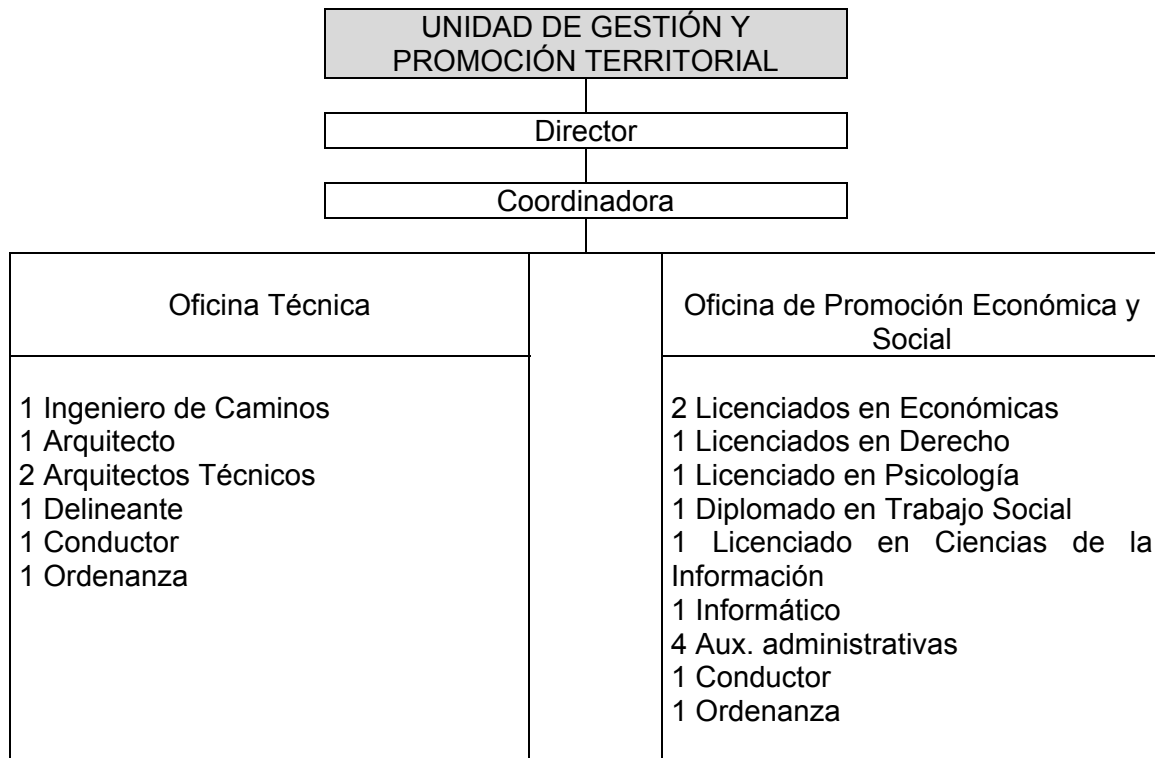 UNIDAD DE GESTIÓN Y
PROMOCIÓN TERRITORIAL
Director
Coordinadora
Oficina Técnica
1 Ingeniero de Caminos
1 Arquitecto
2 Arquitectos Técnicos
1 Delineante
1 Conductor
1 Ordenanza
Oficina de Promoción Económica y
Social
2 Licenciados en Económicas
1 Licenciados en Derecho
1 Licenciado en Psicología
1 Diplomado en Trabajo Social
1 Licenciado en Ciencias de la
Información
1 Informático
4 Aux. administrativas
1 Conductor
1 Ordenanza